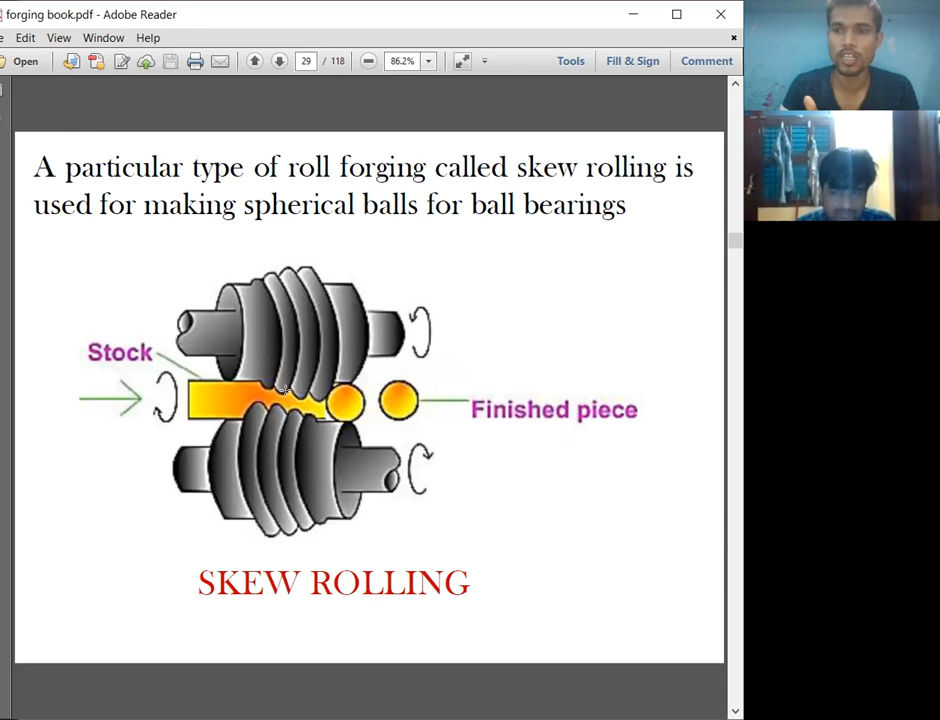 forging book.pdf - Adobe Reader
Edit View Window Help
Open 29 / 118 86.2% Tools Fill & Sign Comment
A particular type of roll forging called skew rolling is
used for making spherical balls for ball bearings
Stock
Finished piece
SKEW ROLLING